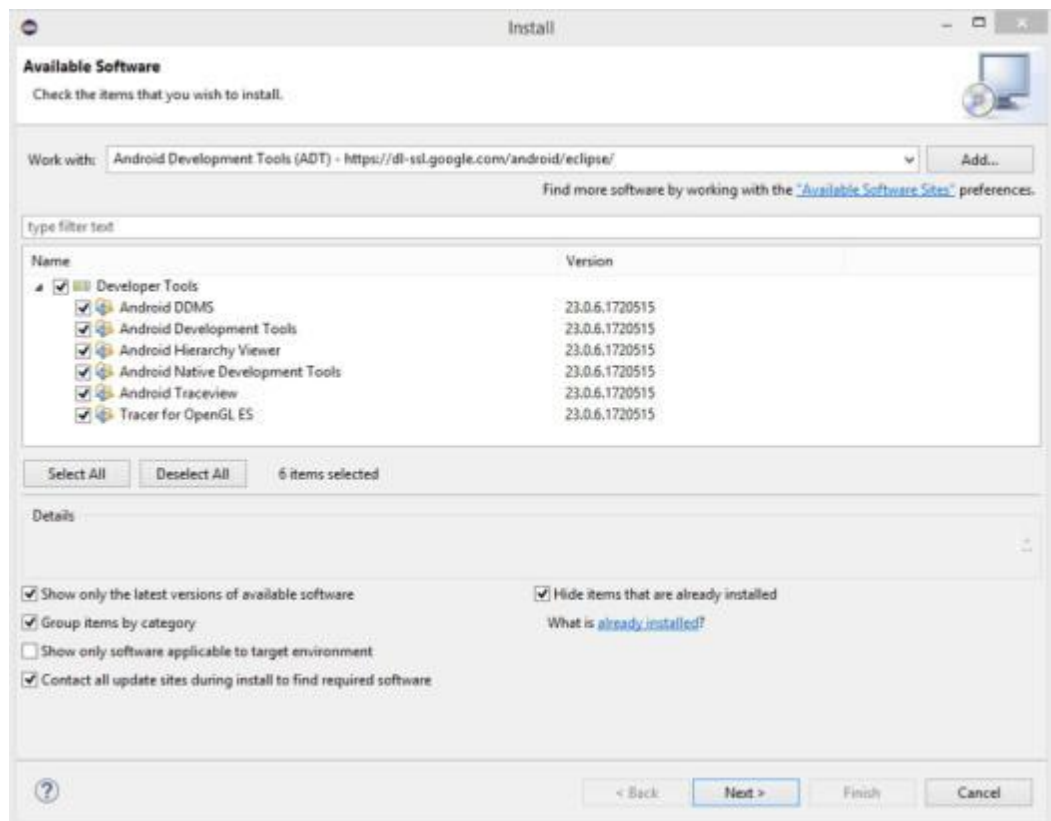 Install
Available Software
Check the items that you wish to install.
Work with: Android Development Tools (ADT) - https://dl-ssl.google.com/android/eclipse/ Add...
Find more software by working with the "Available Software Sites" preferences.
type filter text
Name Version
Developer Tools
Android DDMS 23.0.6.1720515
Android Development Tools 23.0.6.1720515
Android Hierarchy Viewer 23.0.6.1720515
Android Native Development Tools 23.0.6.1720515
Android Traceview 23.0.6.1720515
Tracer for OpenGL ES 23.0.6.1720515
Select All Deselect All 6 items selected
Details
Show only the latest versions of available software Hide items that are already installed
Group items by category What is already installed?
Show only software applicable to target environment
Contact all update sites during install to find required software
? < Back Next > Finish Cancel